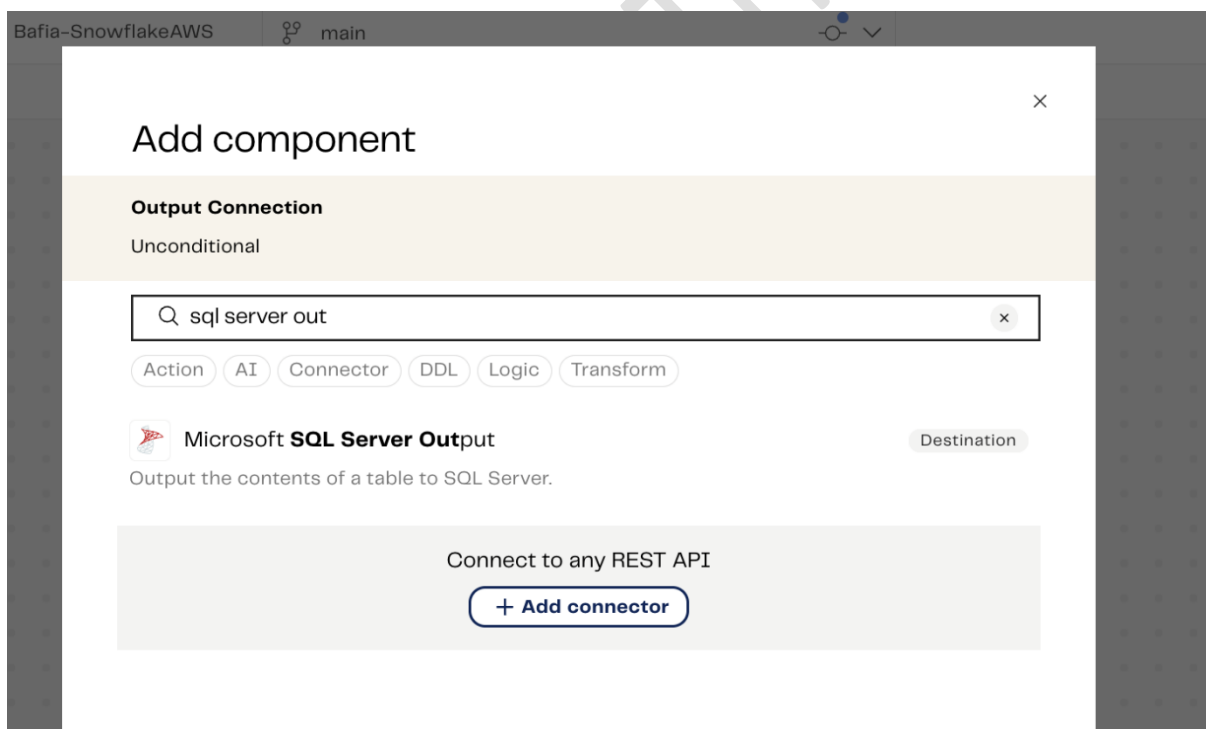 Bafia-SnowflakeAWS main
Add component
Output Connection
Unconditional
sql server out
Action AI Connector DDL Logic Transform
Microsoft SQL Server Output Destination
Output the contents of a table to SQL Server.
Connect to any REST API
+ Add connector